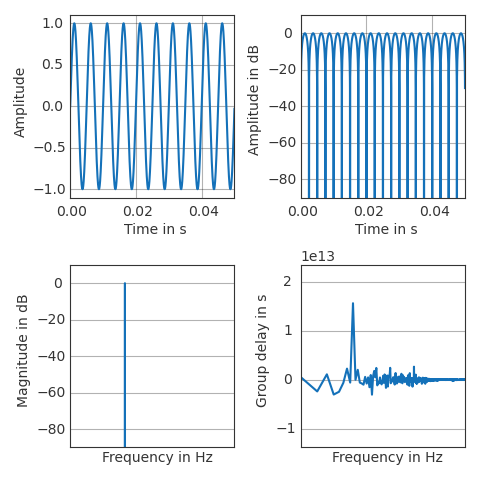 1.0
0.5
0.0
−0.5
−1.0
Amplitude
0.00 0.02 0.04
Time in s
0
−20
−40
−60
−80
Amplitude in dB
0.00 0.02 0.04
Time in s
0
−20
−40
−60
−80
Magnitude in dB
Frequency in Hz
1e13
2
1
0
−1
Group delay in s
Frequency in Hz